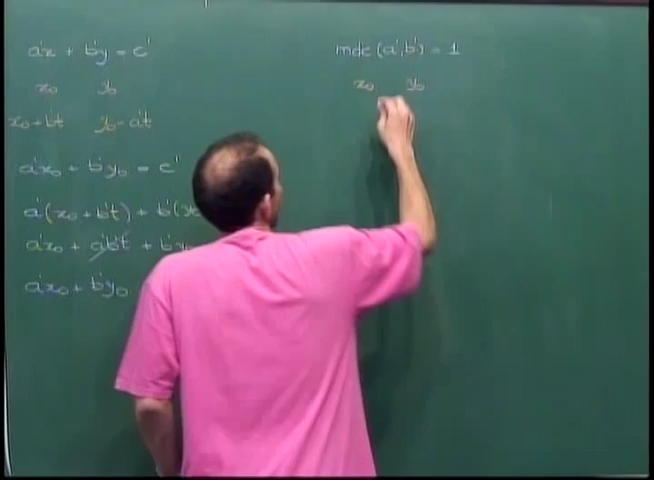 a'x + b'y = c'
x₀ y₀
x₀+b't y₀-a't
a'x₀ + b'y₀ = c'
a'(x₀ + b't) + b'(y₀
a'x₀ + a'b't + b'y₀
a'x₀ + b'y₀
mdc (a',b') = 1
x₀ y₀